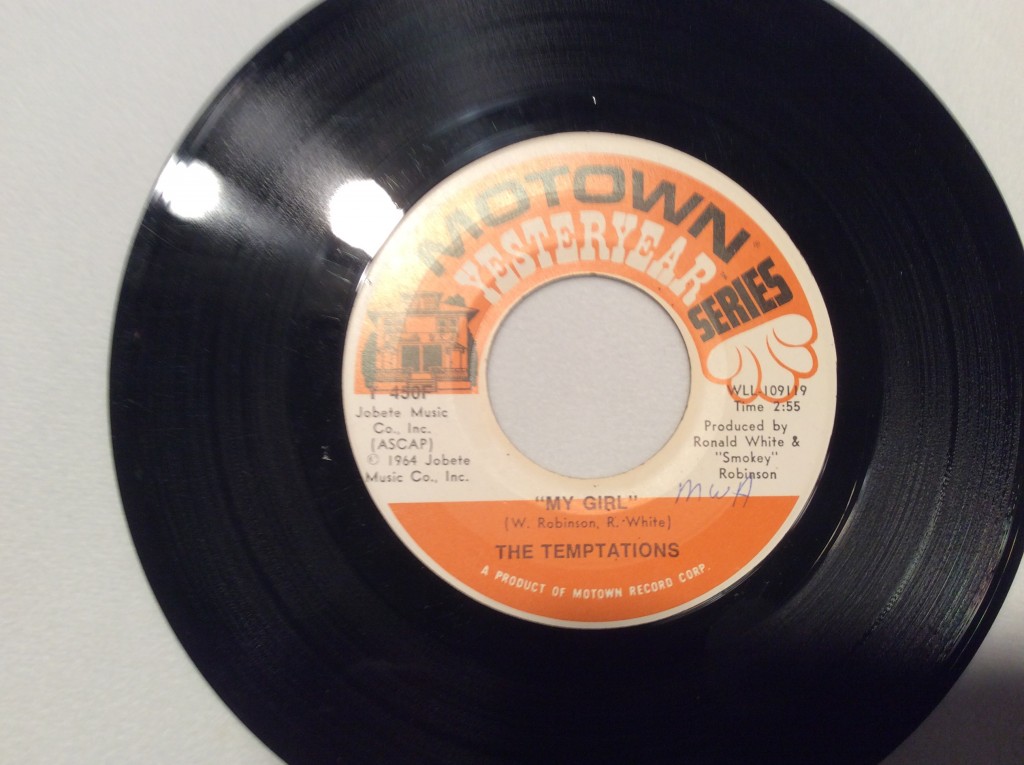 MOTOWN
YESTERYEAR
SERIES
Y 450F
Jobete Music
Co., Inc.
(ASCAP)
© 1964 Jobete
Music Co., Inc.
WLL-109119
Time 2:55
Produced by
Ronald White &
"Smokey"
Robinson
MWA
"MY GIRL"
(W. Robinson, R. White)
THE TEMPTATIONS
A PRODUCT OF MOTOWN RECORD CORP.